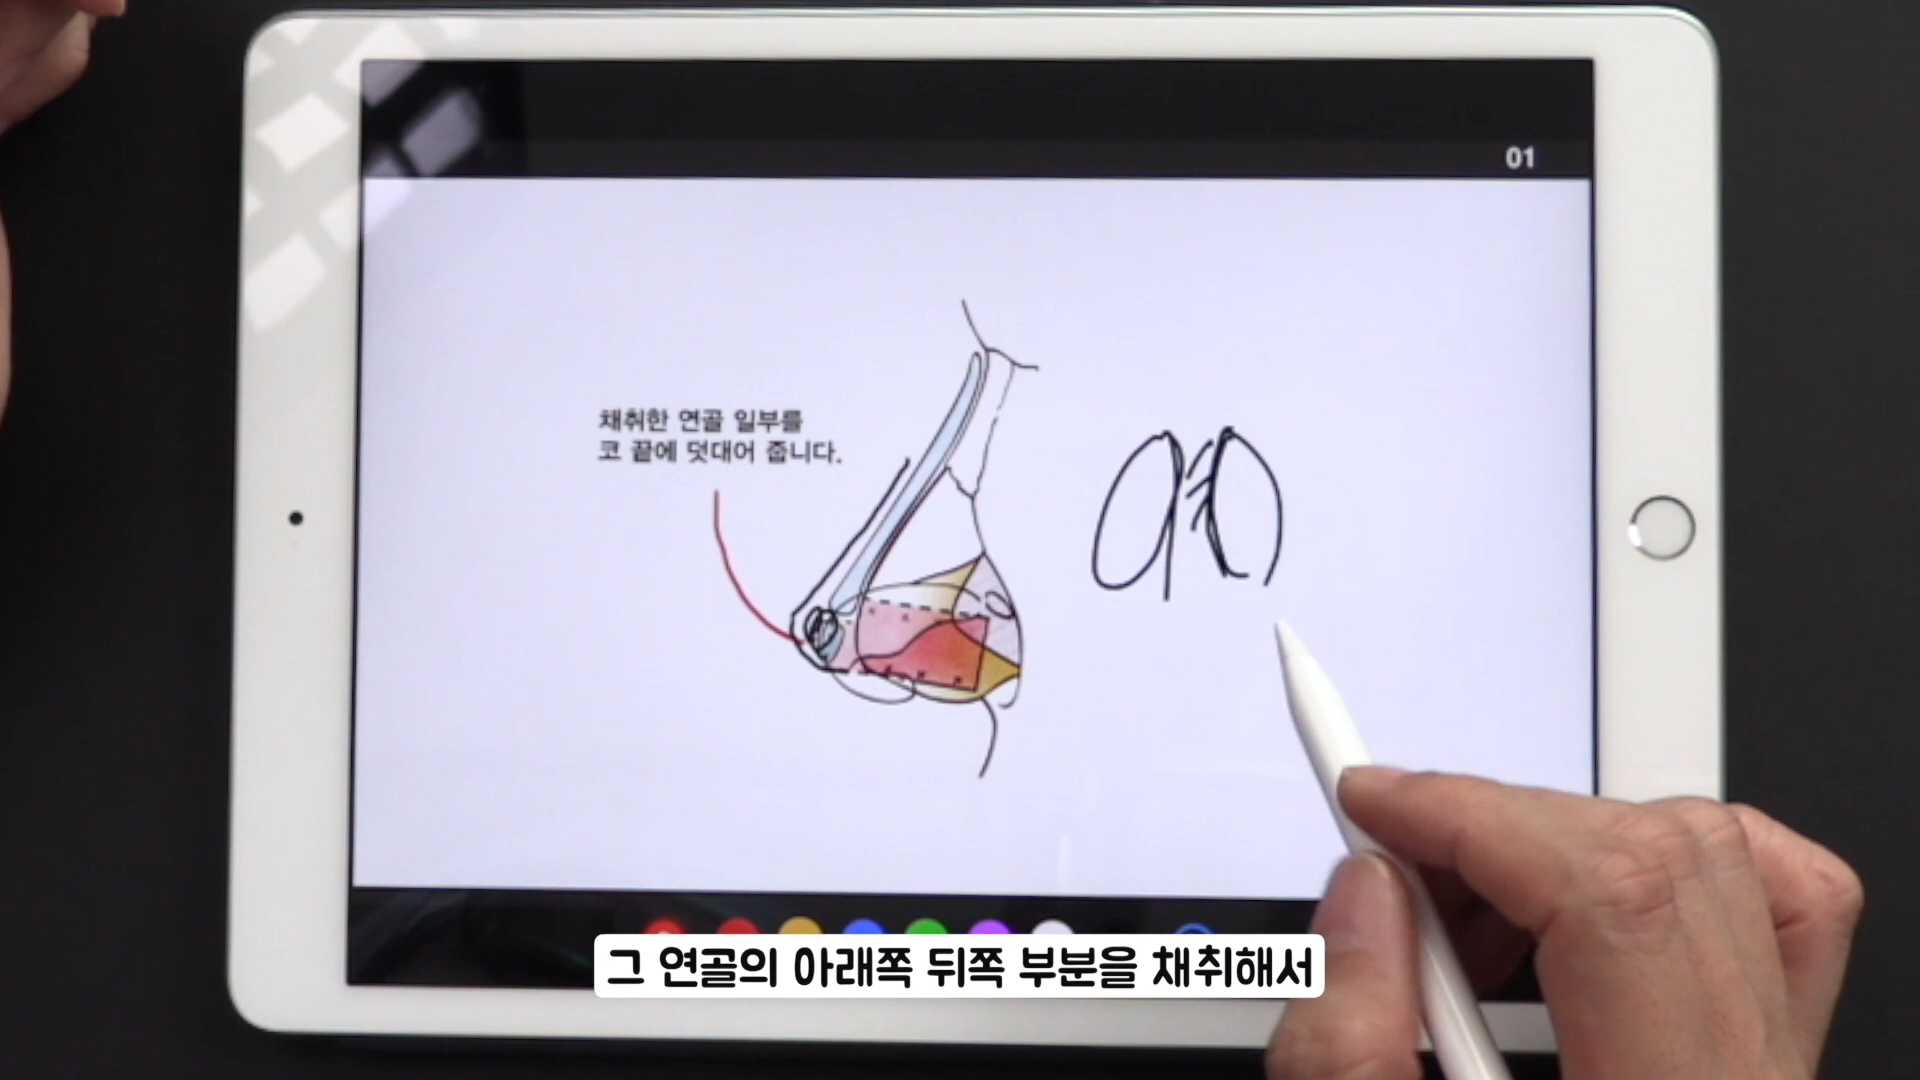 01
채취한 연골 일부를
코 끝에 덧대어 줍니다.
그 연골의 아래쪽 뒤쪽 부분을 채취해서